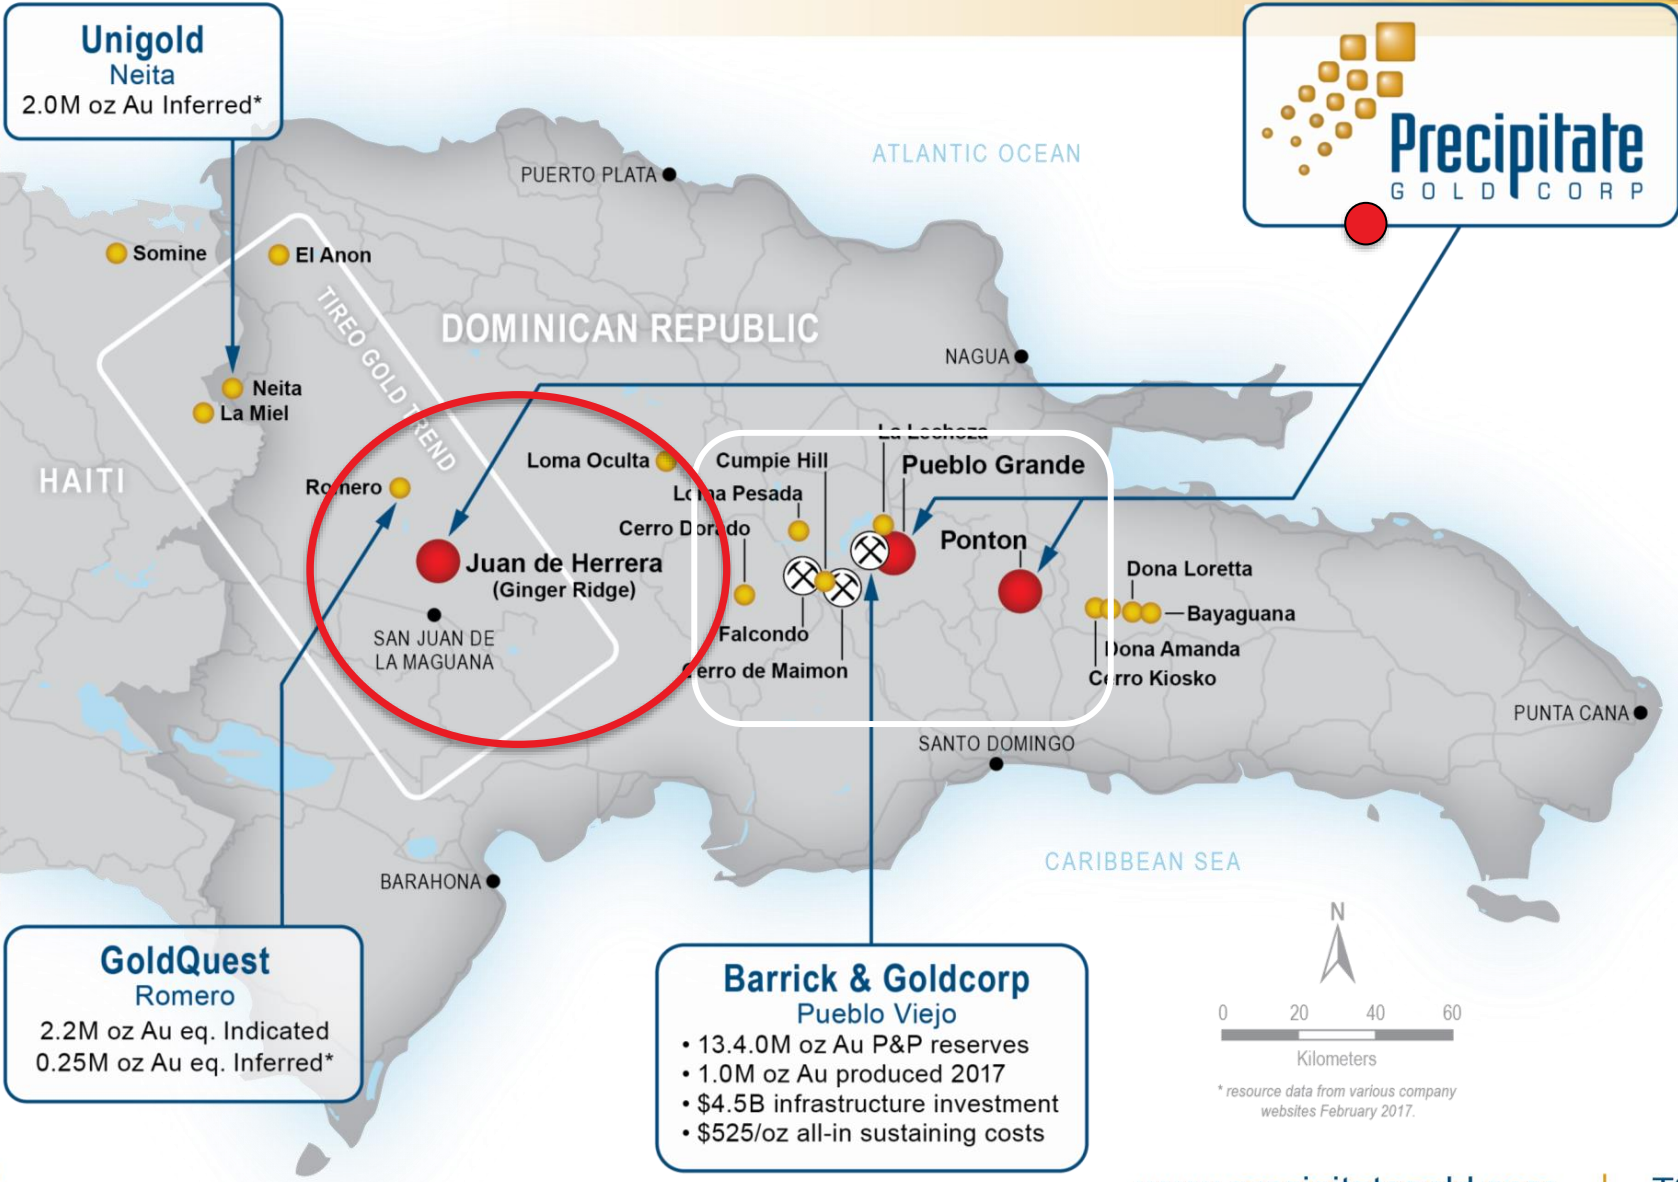 Unigold
Neita
2.0M oz Au Inferred*
Precipitate
GOLD CORP
ATLANTIC OCEAN
PUERTO PLATA
Somine
El Anon
TIREO GOLD TREND
DOMINICAN REPUBLIC
NAGUA
Neita
La Miel
HAITI
Romero
Loma Oculta
Cumpie Hill
Pueblo Grande
Loma Pesada
Cerro Dorado
Ponton
Juan de Herrera
(Ginger Ridge)
Dona Loretta
Bayaguana
SAN JUAN DE
LA MAGUANA
Falcondo
Dona Amanda
Cerro de Maimon
Cerro Kiosko
PUNTA CANA
SANTO DOMINGO
CARIBBEAN SEA
BARAHONA
GoldQuest
Romero
2.2M oz Au eq. Indicated
0.25M oz Au eq. Inferred*
Barrick & Goldcorp
Pueblo Viejo
• 13.4.0M oz Au P&P reserves
• 1.0M oz Au produced 2017
• $4.5B infrastructure investment
• $525/oz all-in sustaining costs
N
0 20 40 60
Kilometers
* resource data from various company
websites February 2017.